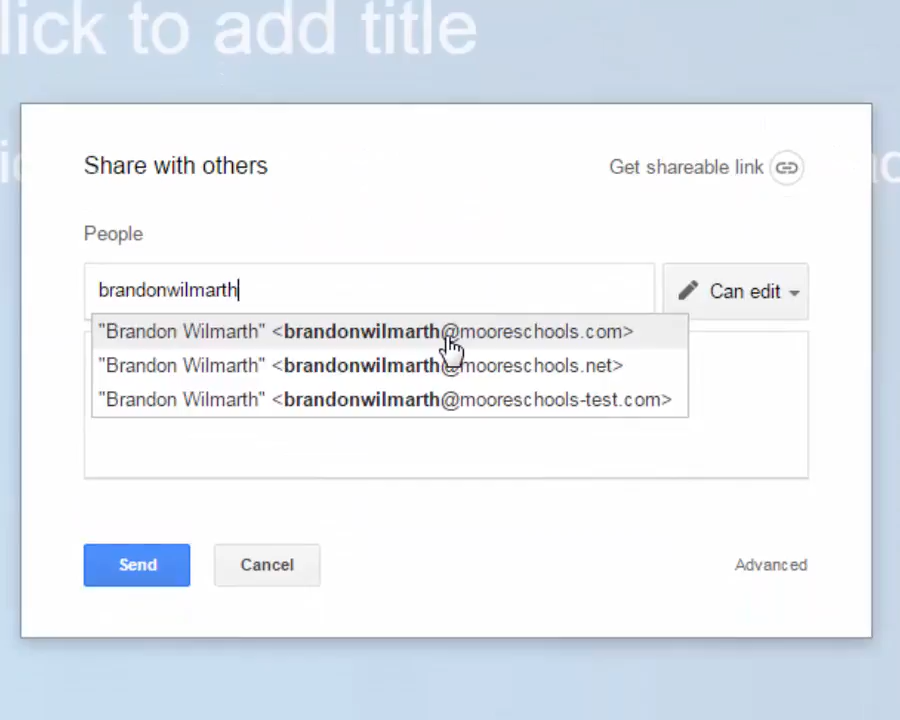 lick to add title
Share with others
Get shareable link
People
brandonwilmarth
Can edit
"Brandon Wilmarth" <brandonwilmarth@mooreschools.com>
"Brandon Wilmarth" <brandonwilmarth@mooreschools.net>
"Brandon Wilmarth" <brandonwilmarth@mooreschools-test.com>
Send
Cancel
Advanced